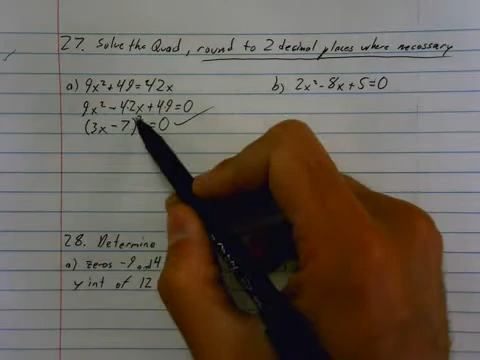 27. Solve the Quad, round to 2 decimal places where necessary
a) 9x²+49=42x
b) 2x²-8x+5=0
9x²-42x+49=0
(3x-7) =0
28. Determine
a) zeros -9 and 4
y int of 12